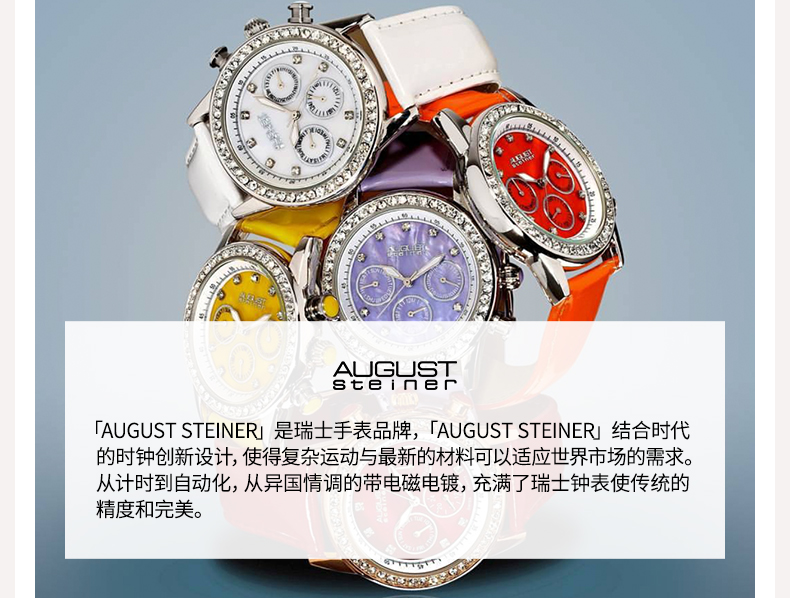 AUGUST
steiner
AUGUST
steiner
AUGUST
steiner
「AUGUST STEINER」是瑞士手表品牌，「AUGUST STEINER」结合时代
的时钟创新设计，使得复杂运动与最新的材料可以适应世界市场的需求。
从计时到自动化，从异国情调的带电磁电镀，充满了瑞士钟表使传统的
精度和完美。